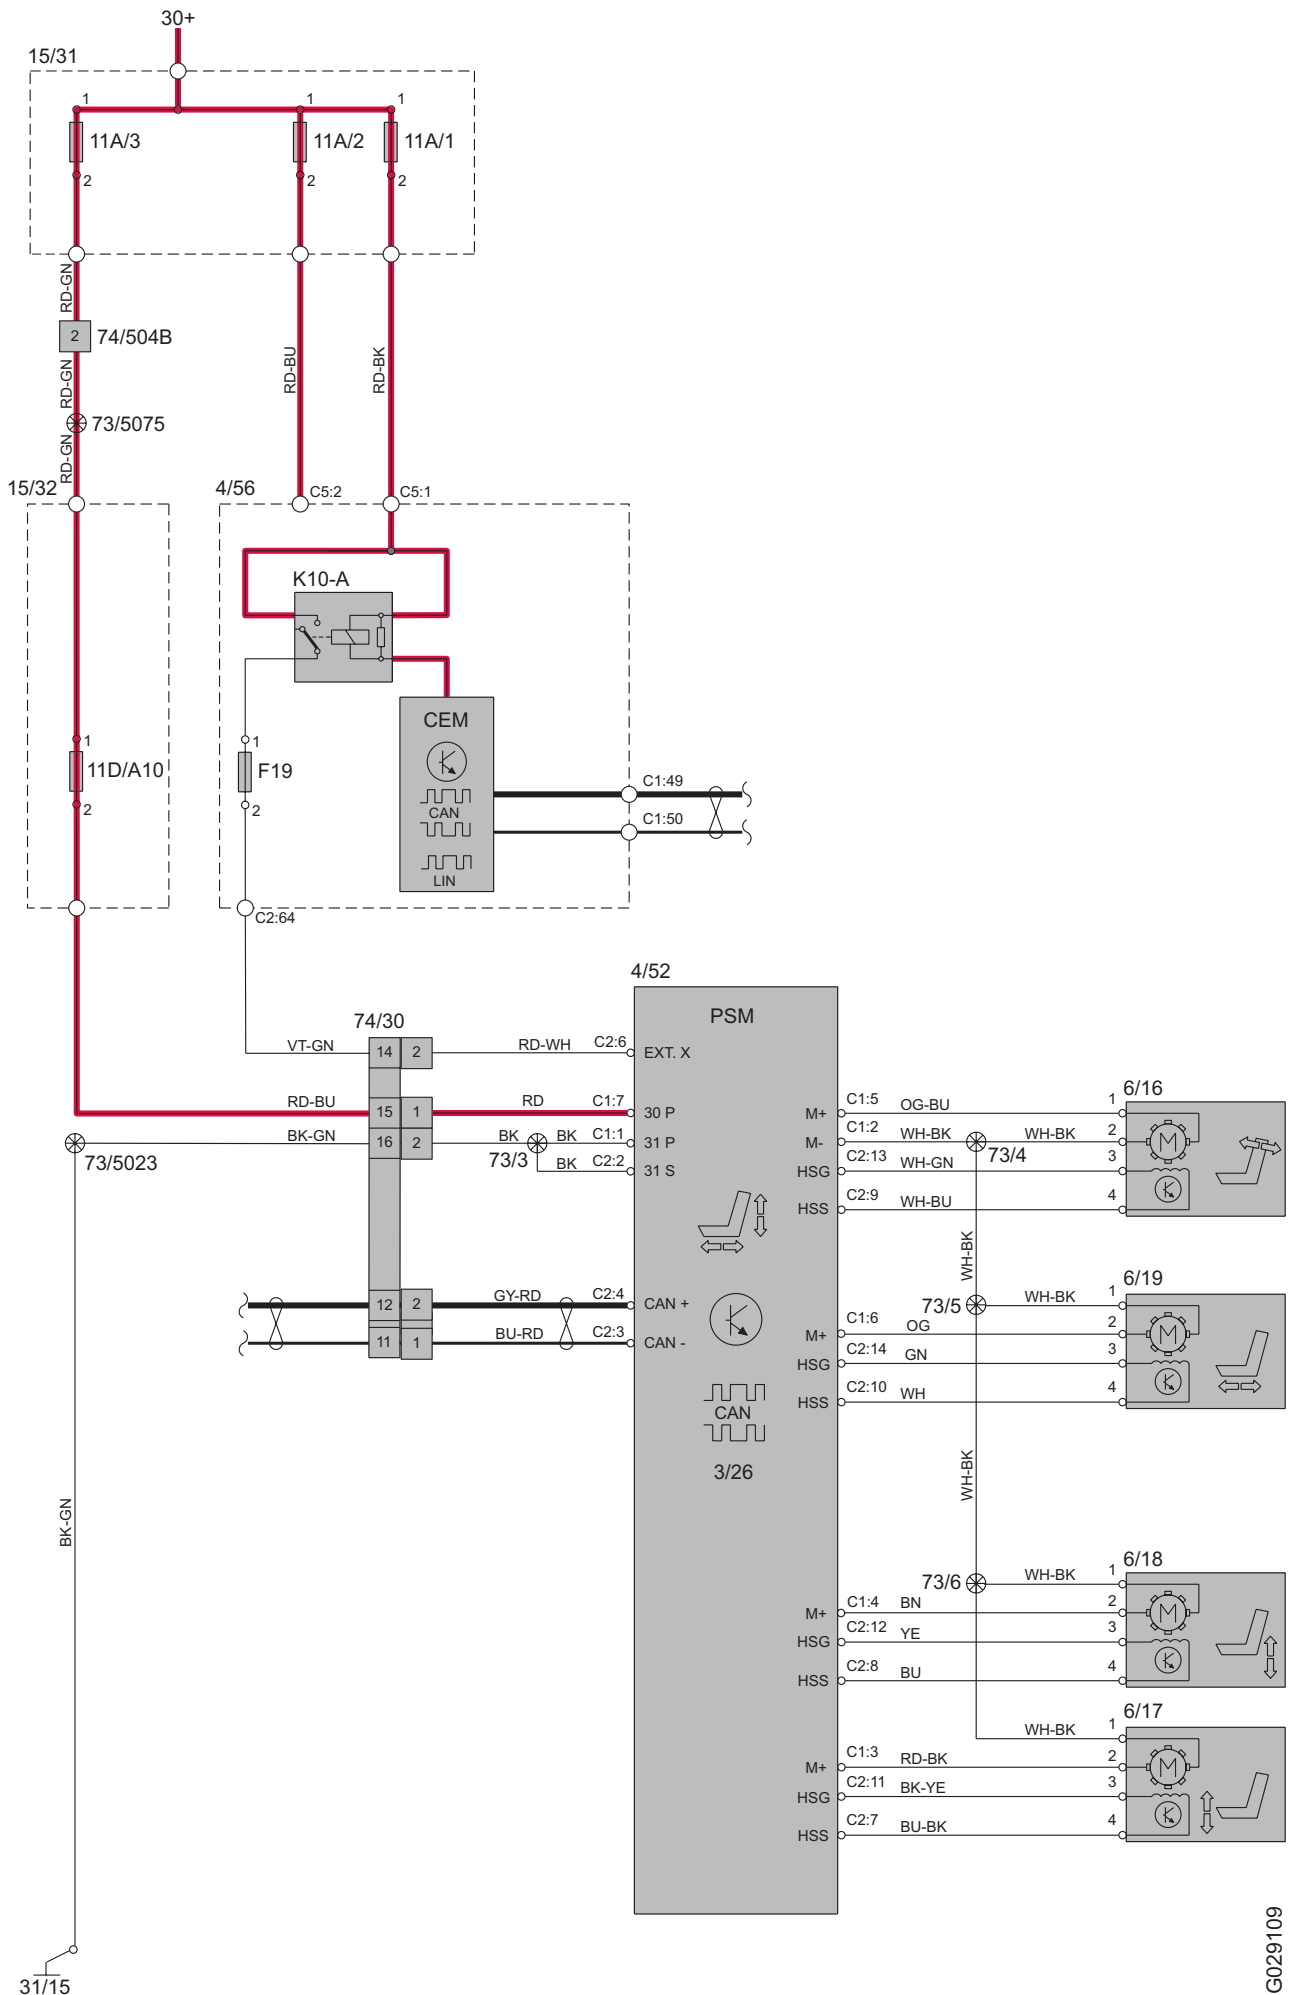 30+
15/31
1
1
1
11A/3
11A/2
11A/1
2
2
2
RD-GN
2
74/504B
RD-GN
RD-BU
RD-BK
73/5075
RD-GN
15/32
4/56
C5:2
C5:1
K10-A
CEM
1
1
11D/A10
F19
C1:49
2
2
CAN
C1:50
LIN
C2:64
4/52
PSM
74/30
VT-GN
14
2
RD-WH
C2:6
EXT. X
6/16
RD-BU
15
1
RD
C1:7
30 P
M+
C1:5
OG-BU
1
BK-GN
16
2
BK
BK
C1:1
31 P
M-
C1:2
WH-BK
WH-BK
2
M
73/5023
73/3
73/4
BK
C2:2
31 S
HSG
C2:13
WH-GN
3
HSS
C2:9
WH-BU
4
WH-BK
6/19
12
2
GY-RD
C2:4
CAN +
73/5
WH-BK
1
11
1
BU-RD
C2:3
CAN -
M+
C1:6
OG
2
M
HSG
C2:14
GN
3
HSS
C2:10
WH
4
CAN
3/26
WH-BK
BK-GN
6/18
73/6
WH-BK
1
M+
C1:4
BN
2
M
HSG
C2:12
YE
3
HSS
C2:8
BU
4
6/17
WH-BK
1
M+
C1:3
RD-BK
2
M
HSG
C2:11
BK-YE
3
HSS
C2:7
BU-BK
4
31/15
G029109